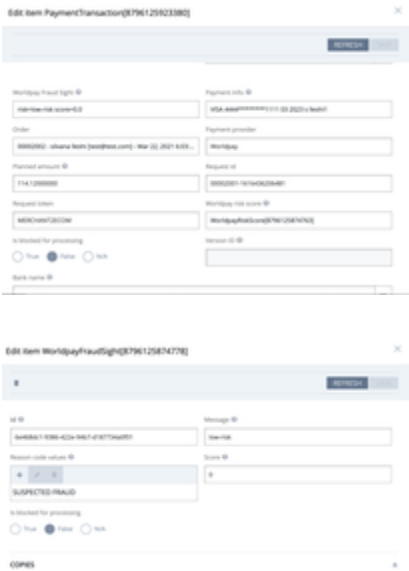 Edit item PaymentTransaction[8796125923380]
REFRESH
Worldpay Fraud Sight
Payment info
risk=low-risk score=0.0
Order
Payment provider
Worldpay
Planned amount
Request id
114.12000000
Request token
Worldpay risk score
MERCHANT2ECOM
Is blocked for processing
Version ID
True False N/A
Bank name
Edit item WorldpayFraudSight[8796125874778]
REFRESH
Id
Message
low-risk
Reason code values
Score
0
SUSPECTED FRAUD
Is blocked for processing
True False N/A
COPIES